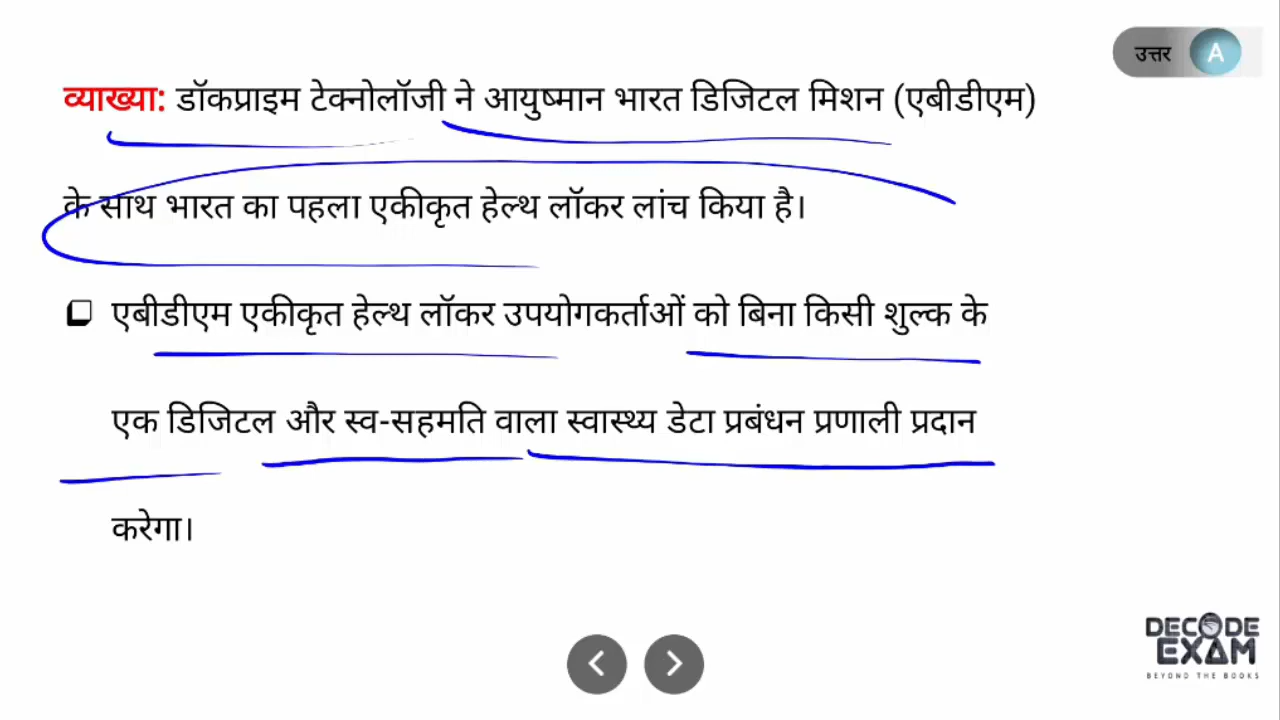 उत्तर A
व्याख्या: डॉकप्राइम टेक्नोलॉजी ने आयुष्मान भारत डिजिटल मिशन (एबीडीएम)
के साथ भारत का पहला एकीकृत हेल्थ लॉकर लांच किया है।
एबीडीएम एकीकृत हेल्थ लॉकर उपयोगकर्ताओं को बिना किसी शुल्क के
एक डिजिटल और स्व-सहमति वाला स्वास्थ्य डेटा प्रबंधन प्रणाली प्रदान
करेगा।
DECODE
EXAM
BEYOND THE BOOKS